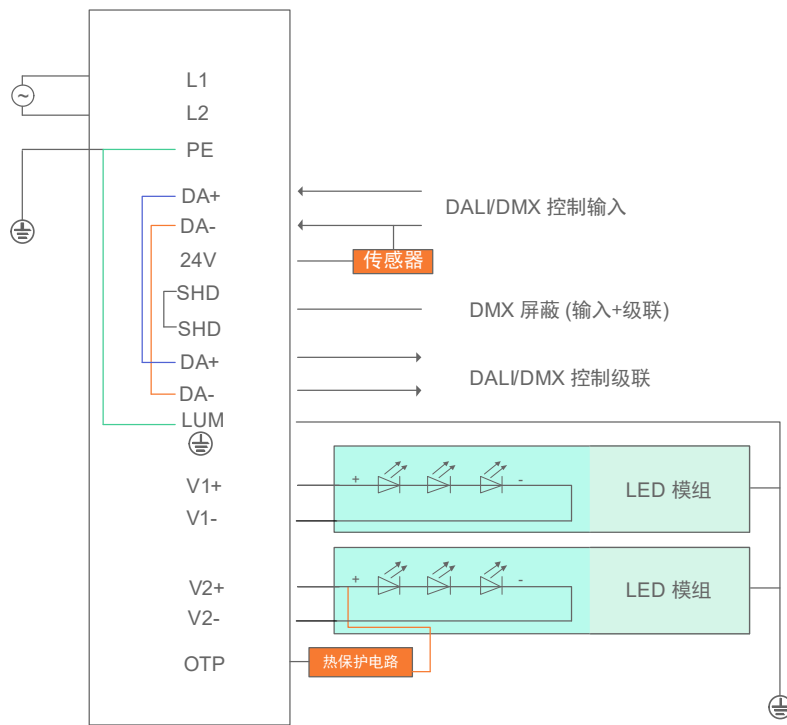 L1
~
L2
PE
DA+
DALI/DMX 控制输入
DA-
24V
传感器
SHD
DMX 屏蔽 (输入+级联)
SHD
DA+
DALI/DMX 控制级联
DA-
LUM
V1+
+
-
LED 模组
V1-
V2+
+
-
LED 模组
V2-
OTP
热保护电路